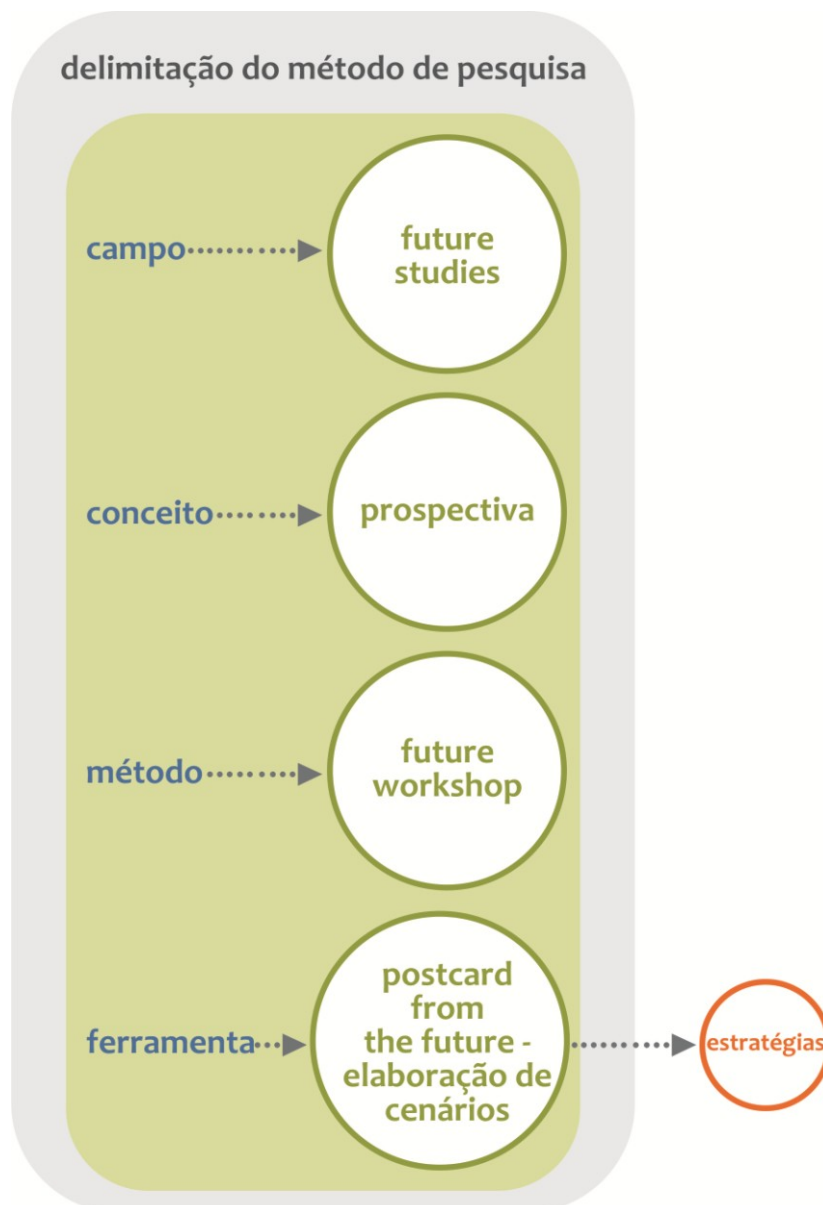 delimitação do método de pesquisa
campo
future
studies
conceito
prospectiva
método
future
workshop
ferramenta
postcard
from
the future -
elaboração de
cenários
estratégias